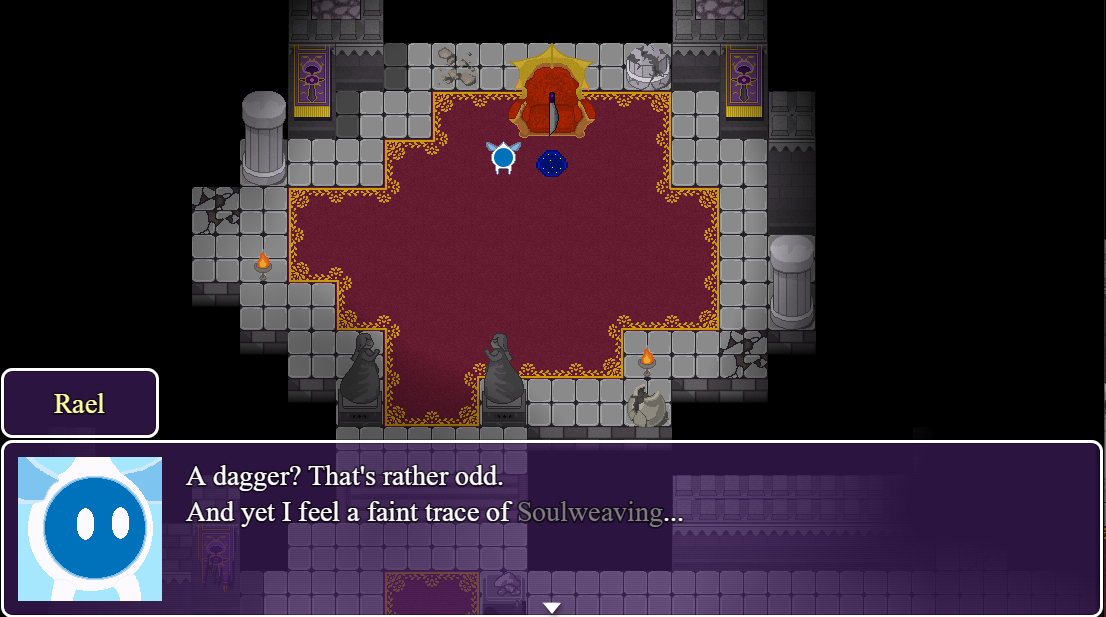 Rael
A dagger? That's rather odd.
And yet I feel a faint trace of Soulweaving...